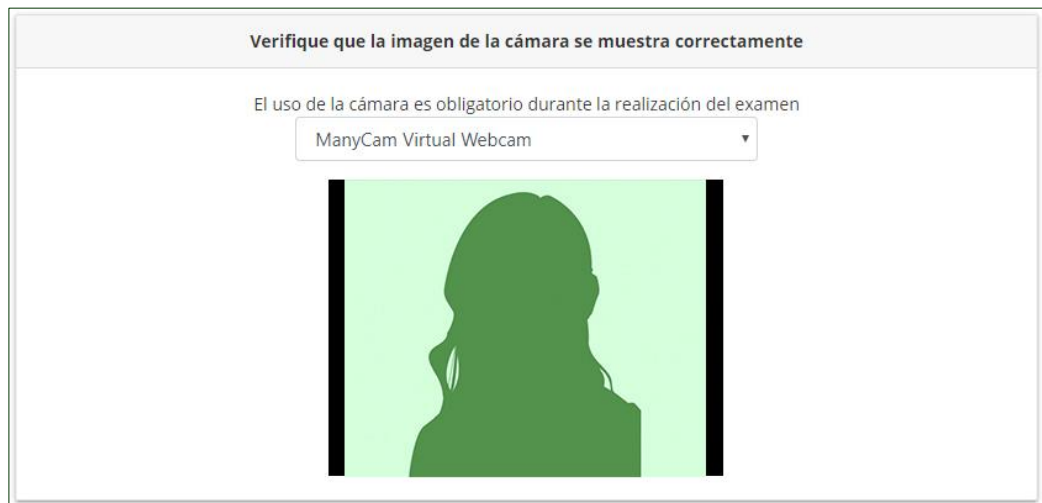 Verifique que la imagen de la cámara se muestra correctamente
El uso de la cámara es obligatorio durante la realización del examen
ManyCam Virtual Webcam